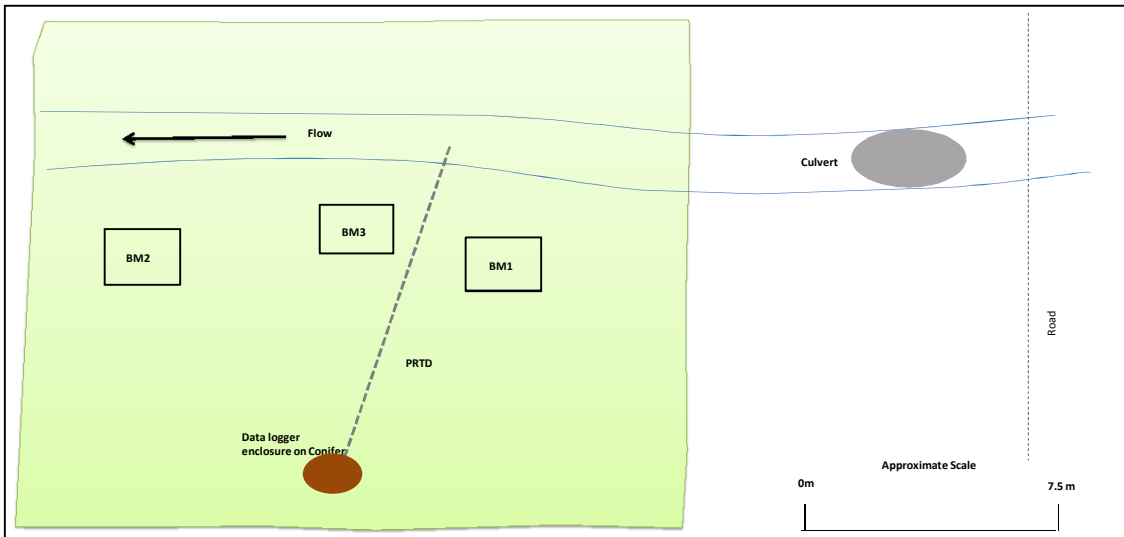 Flow
Culvert
BM3
BM2
BM1
Road
PRTD
Data logger
enclosure on Conifer
Approximate Scale
0m
7.5 m